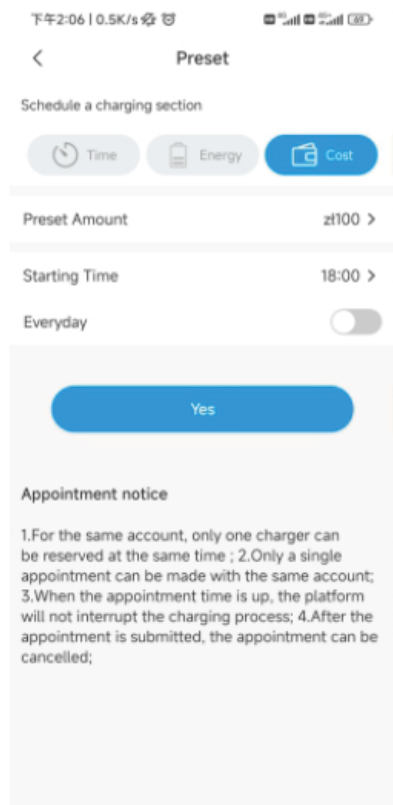 下午2:06 | 0.5K/s
69
Preset
Schedule a charging section
Time
Energy
Cost
Preset Amount
zł100 >
Starting Time
18:00 >
Everyday
Yes
Appointment notice
1.For the same account, only one charger can
be reserved at the same time ; 2.Only a single
appointment can be made with the same account;
3.When the appointment time is up, the platform
will not interrupt the charging process; 4.After the
appointment is submitted, the appointment can be
cancelled;